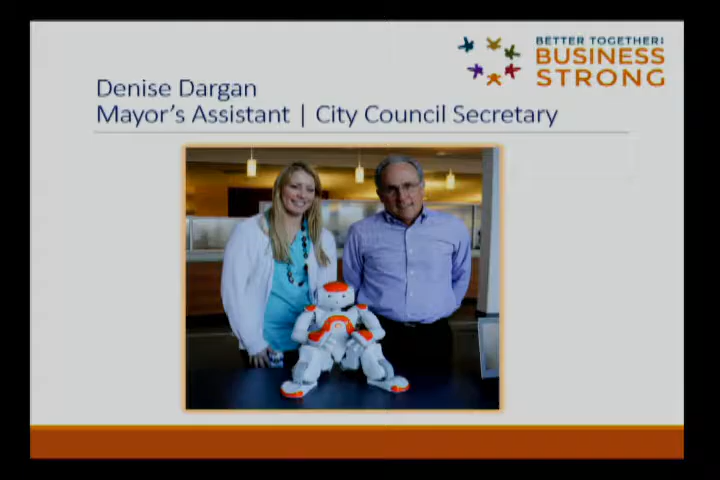 BETTER TOGETHER:
BUSINESS
STRONG
Denise Dargan
Mayor's Assistant | City Council Secretary